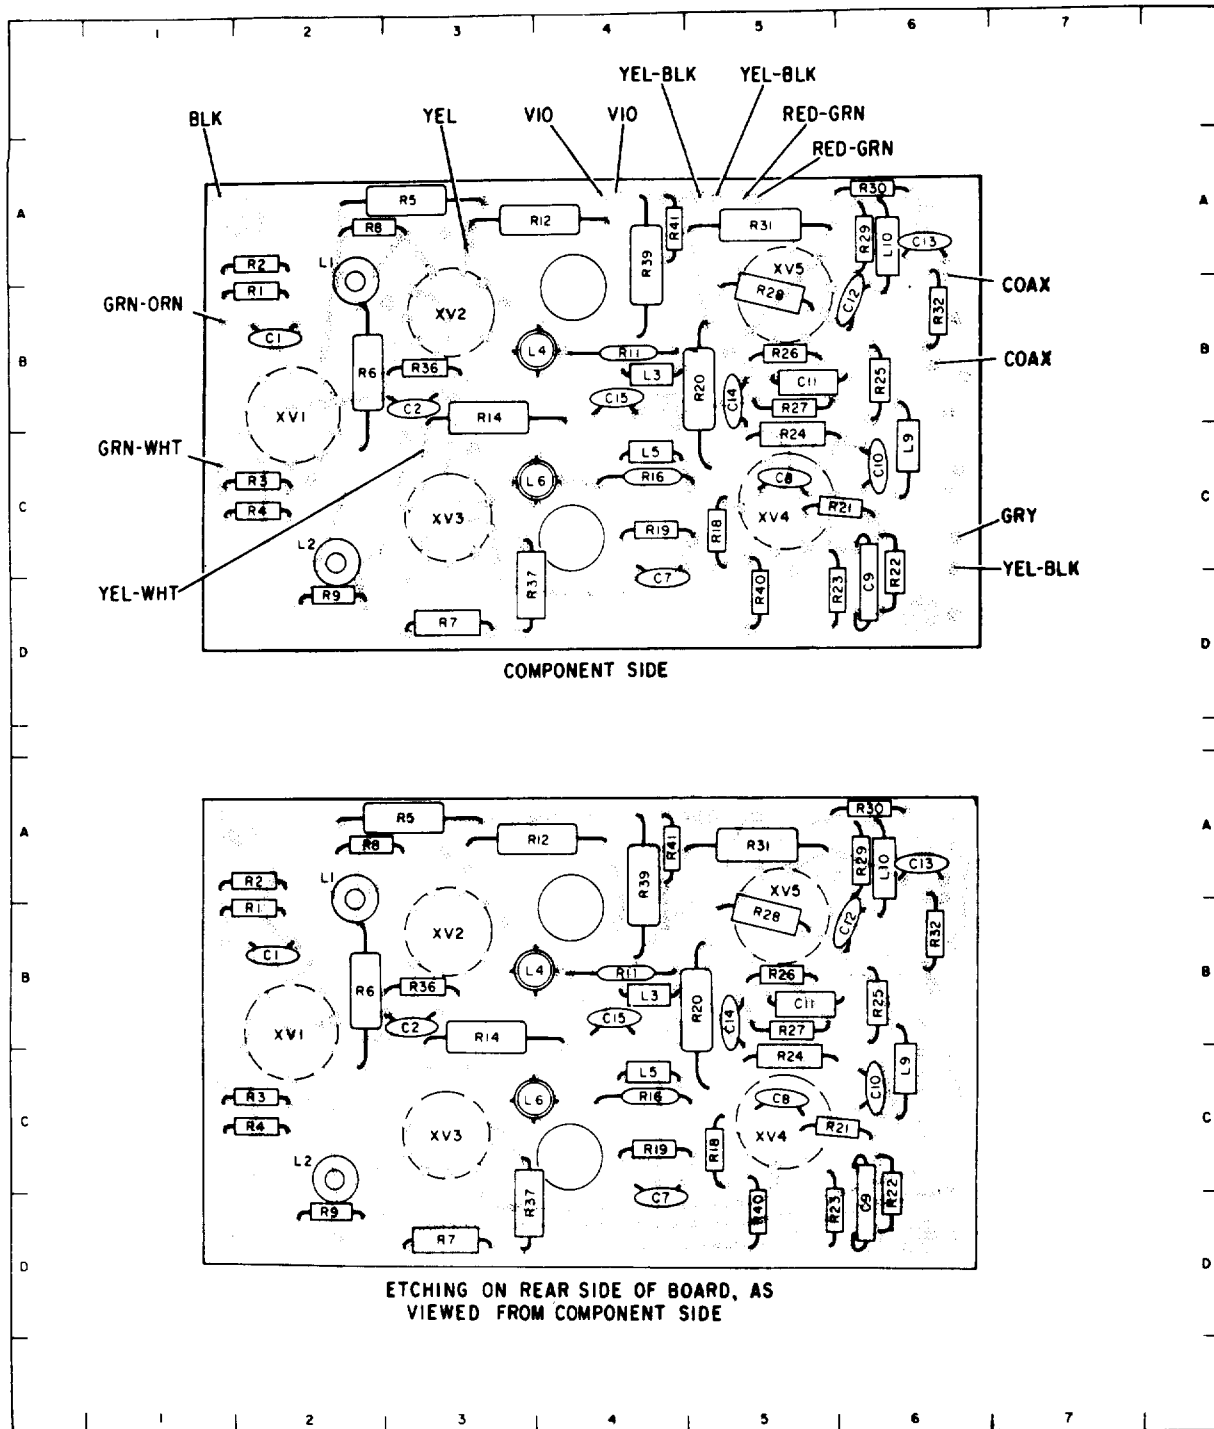 1 2 3 4 5 6 7
YEL-BLK YEL-BLK
BLK YEL VIO VIO RED-GRN
RED-GRN
A R5 R12 R41 R31 R30 A
R8 R29 L10 C13
R2 L1 R39 XV5 COAX
R1 R28 C12 R32
GRN-ORN XV2
C1 L4 R11 R26 COAX
B R6 R36 L3 R20 C11 R25 B
XV1 C2 R14 C15 C14 R27
R24 L9
GRN-WHT R3 L6 L5 R16 C8 C10
C R4 XV3 R19 R18 XV4 R21 GRY C
L2 C7 R40 R23 C9 R22 YEL-BLK
YEL-WHT R9 R37
R7
D D
COMPONENT SIDE
A R5 R12 R41 R31 R30 A
R8 R29 L10 C13
R2 L1 R39 XV5
R1 R28 C12 R32
XV2
C1 L4 R11 R26
B R6 R36 L3 R20 C11 R25 B
XV1 C2 R14 C15 C14 R27
R24 L9
R3 L6 L5 R16 C8 C10
C R4 XV3 R19 R18 XV4 R21 C
L2 C7 R40 R23 C9 R22
R9 R37
R7
D D
ETCHING ON REAR SIDE OF BOARD, AS
VIEWED FROM COMPONENT SIDE
1 2 3 4 5 6 7